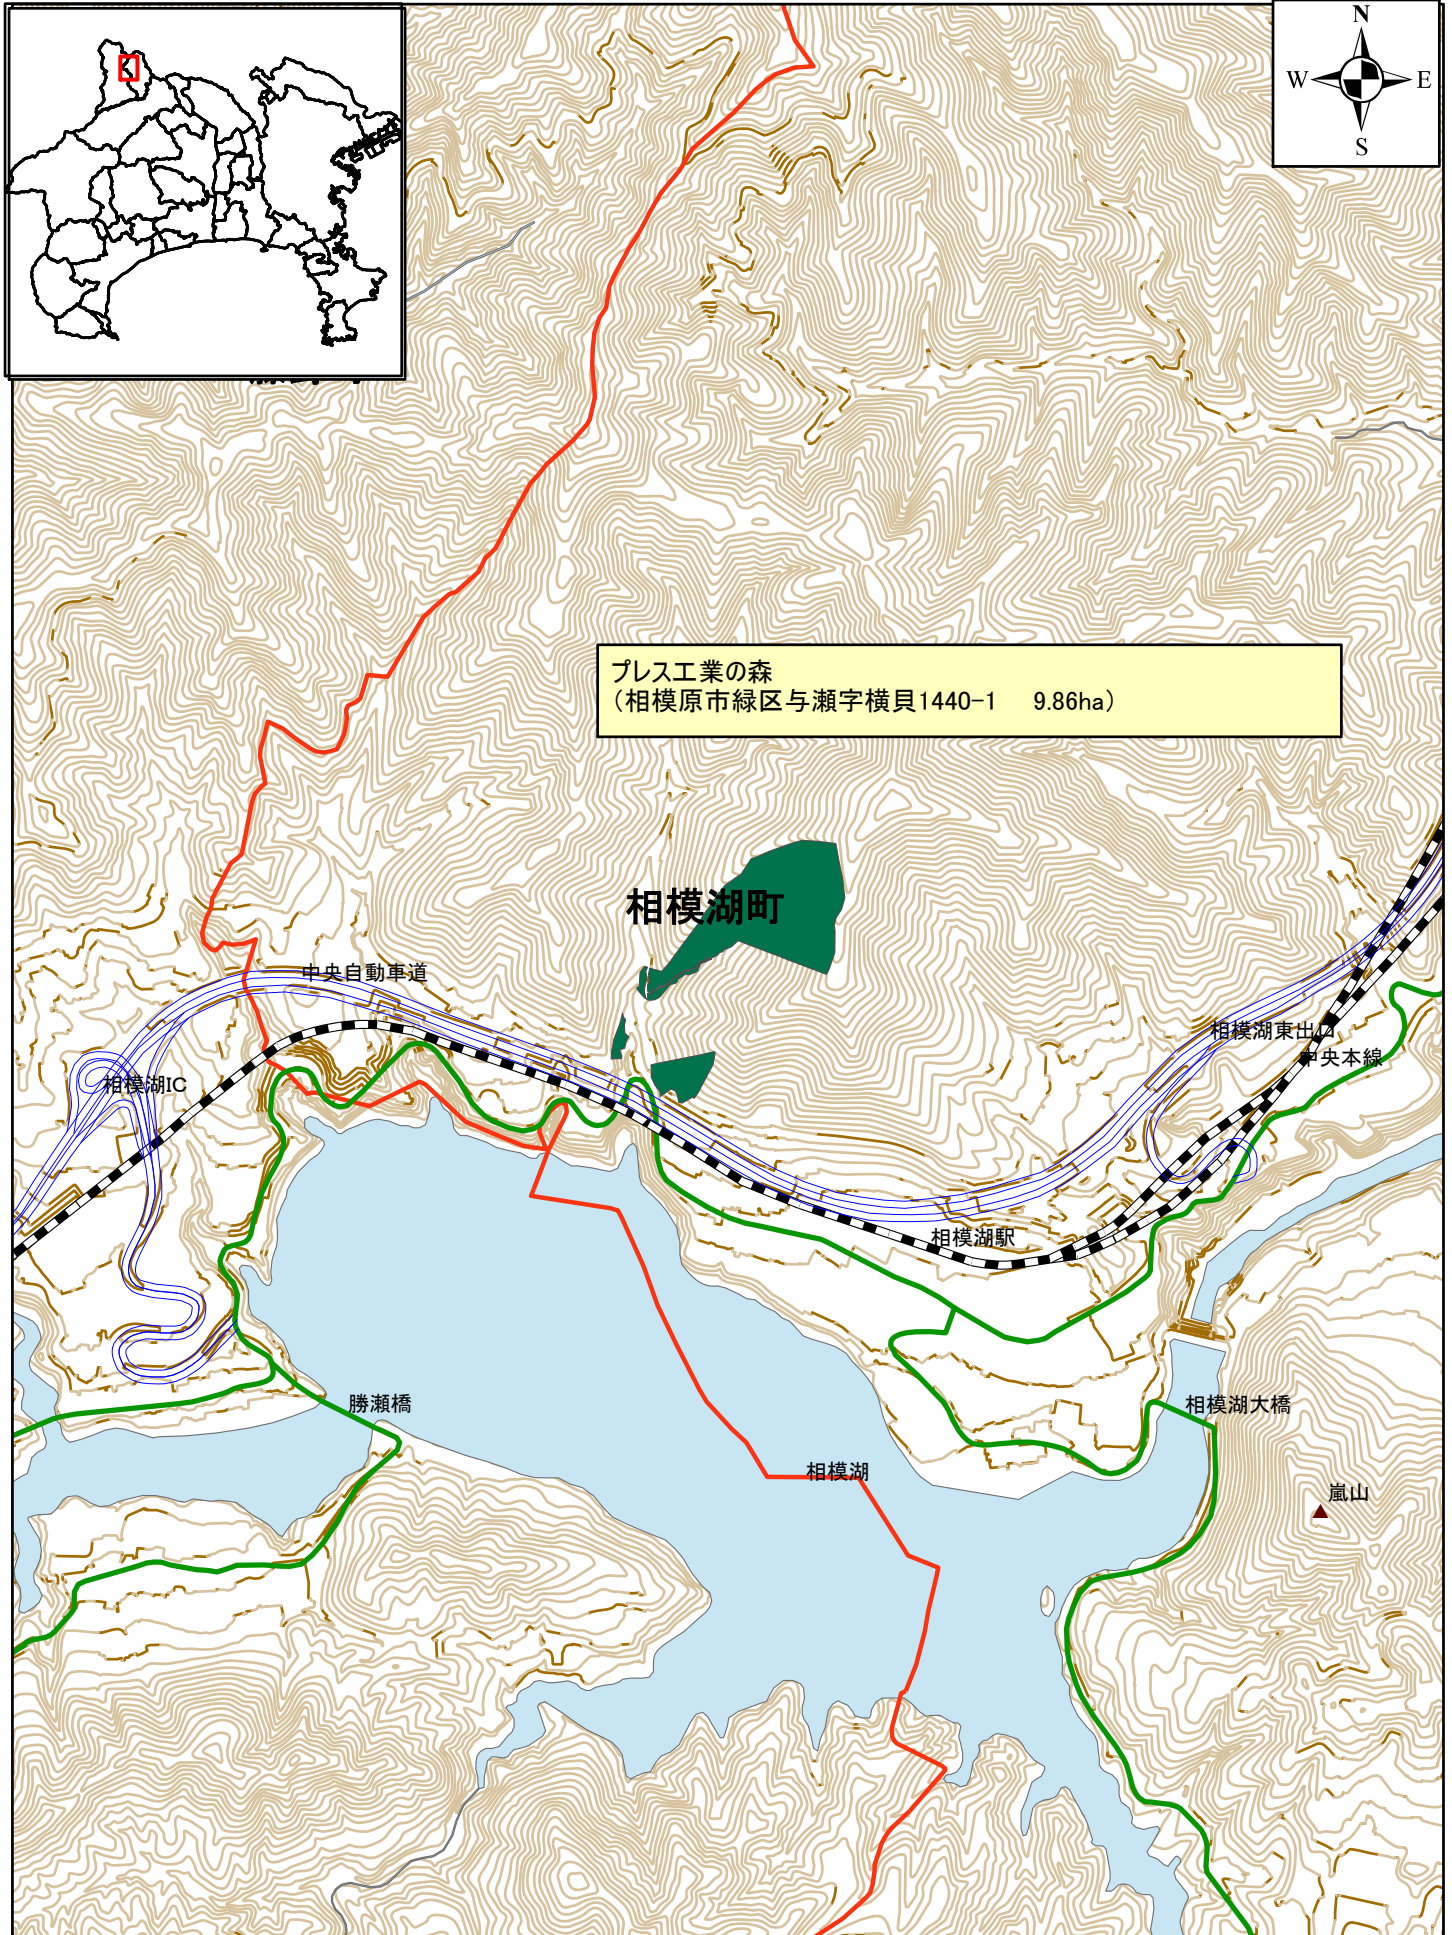 N
W E
S
プレス工業の森
（相模原市緑区与瀬字横貝1440-1　9.86ha）
相模湖町
中央自動車道
相模湖東出口
中央本線
相模湖IC
相模湖駅
勝瀬橋
相模湖大橋
相模湖
嵐山